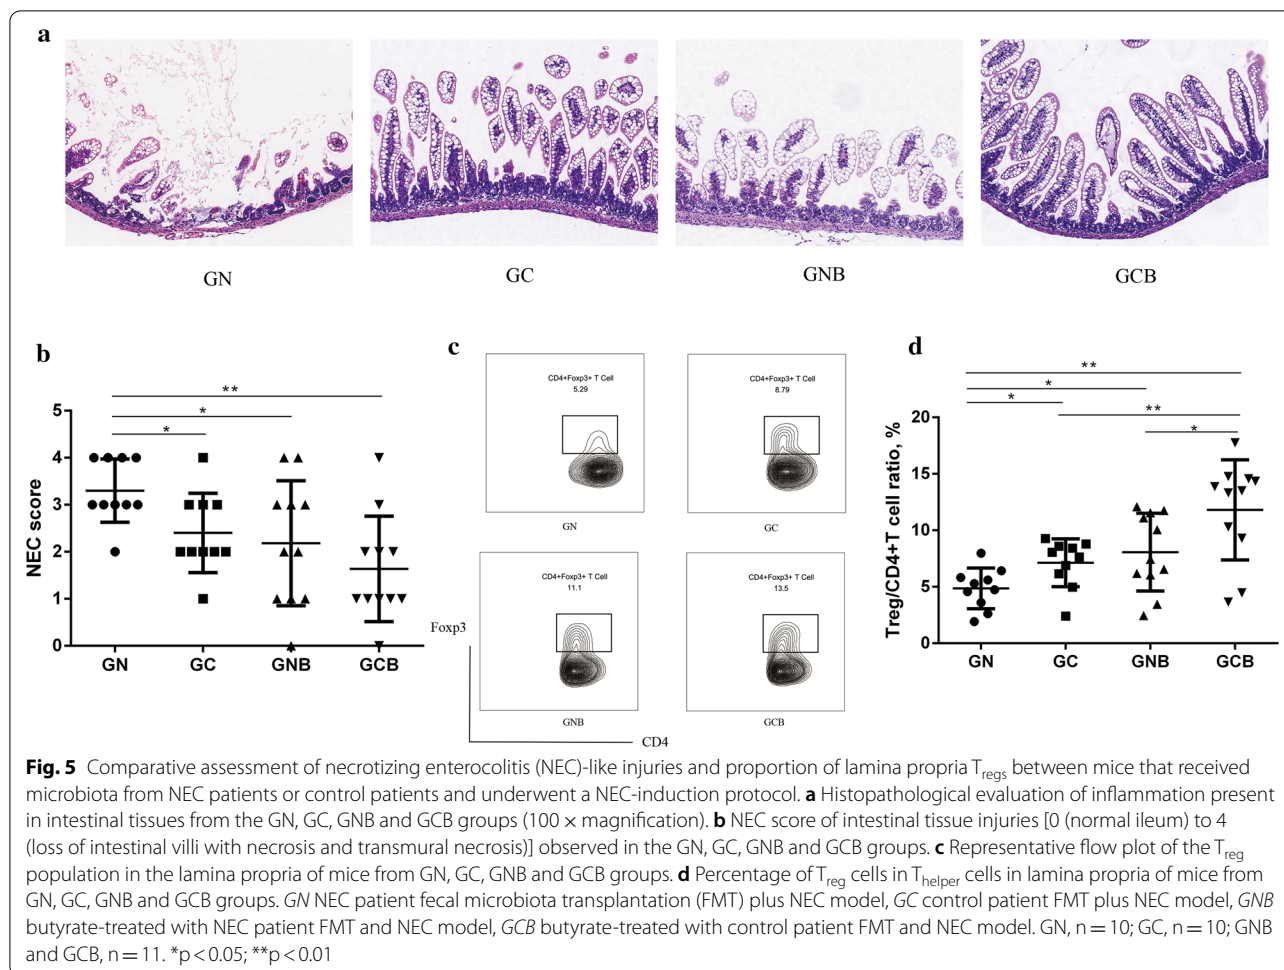 a
GN
GC
GNB
GCB
b
NEC score
5
4
3
2
1
0
**
*
*
GN
GC
GNB
GCB
c
CD4+Foxp3+ T Cell
5.29
GN
CD4+Foxp3+ T Cell
8.79
GC
CD4+Foxp3+ T Cell
11.1
GNB
CD4+Foxp3+ T Cell
13.5
GCB
Foxp3
CD4
d
Treg/CD4+T cell ratio, %
20
15
10
5
0
**
*
*
**
*
GN
GC
GNB
GCB
Fig. 5 Comparative assessment of necrotizing enterocolitis (NEC)-like injuries and proportion of lamina propria Tregs between mice that received
microbiota from NEC patients or control patients and underwent a NEC-induction protocol. a Histopathological evaluation of inflammation present
in intestinal tissues from the GN, GC, GNB and GCB groups (100 × magnification). b NEC score of intestinal tissue injuries [0 (normal ileum) to 4
(loss of intestinal villi with necrosis and transmural necrosis)] observed in the GN, GC, GNB and GCB groups. c Representative flow plot of the Treg
population in the lamina propria of mice from GN, GC, GNB and GCB groups. d Percentage of Treg cells in Thelper cells in lamina propria of mice from
GN, GC, GNB and GCB groups. GN NEC patient fecal microbiota transplantation (FMT) plus NEC model, GC control patient FMT plus NEC model, GNB
butyrate-treated with NEC patient FMT and NEC model, GCB butyrate-treated with control patient FMT and NEC model. GN, n = 10; GC, n = 10; GNB
and GCB, n = 11. *p < 0.05; **p < 0.01